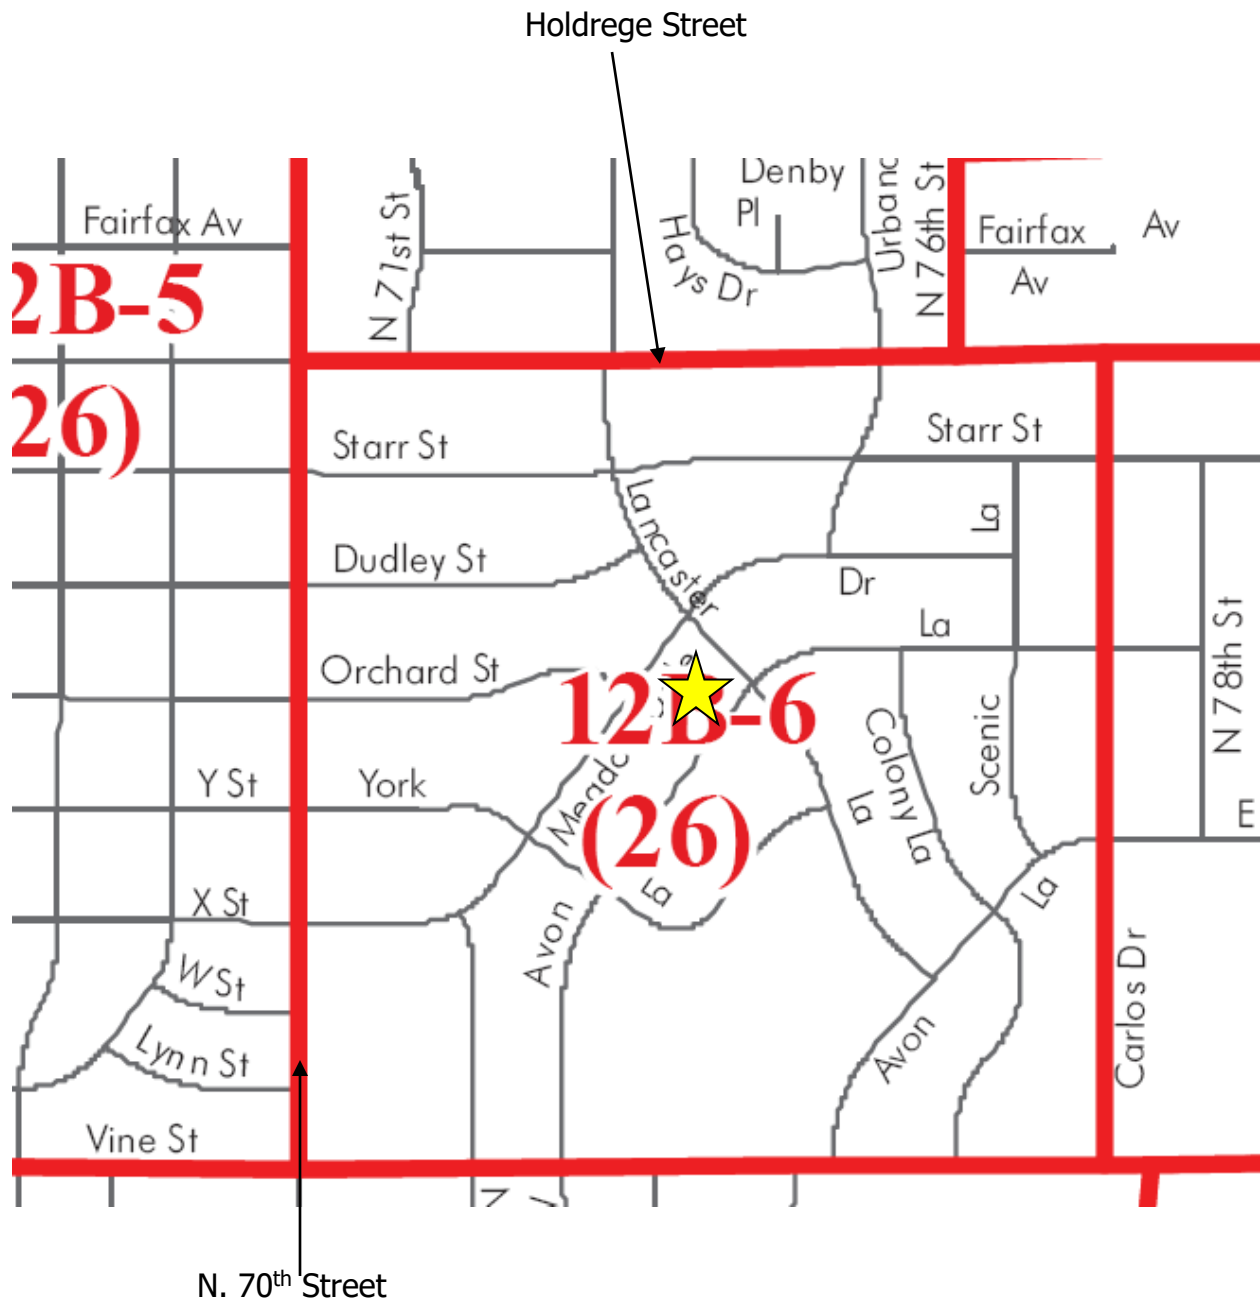 Holdrege Street
Denby
Pl
Hays Dr
N 71st St
N 76th St
Fairfax Av
Fairfax
Av
Av
2B-5
26)
Starr St
Starr St
Lancaster
La
Dudley St
Dr
La
Orchard St
12B-6
N 78th St
Scenic
Colony La
La
Y St
York
(26)
E
X St
La
La
Avon
W St
Lynn St
Avon
Carlos Dr
Vine St
N
N. 70th Street